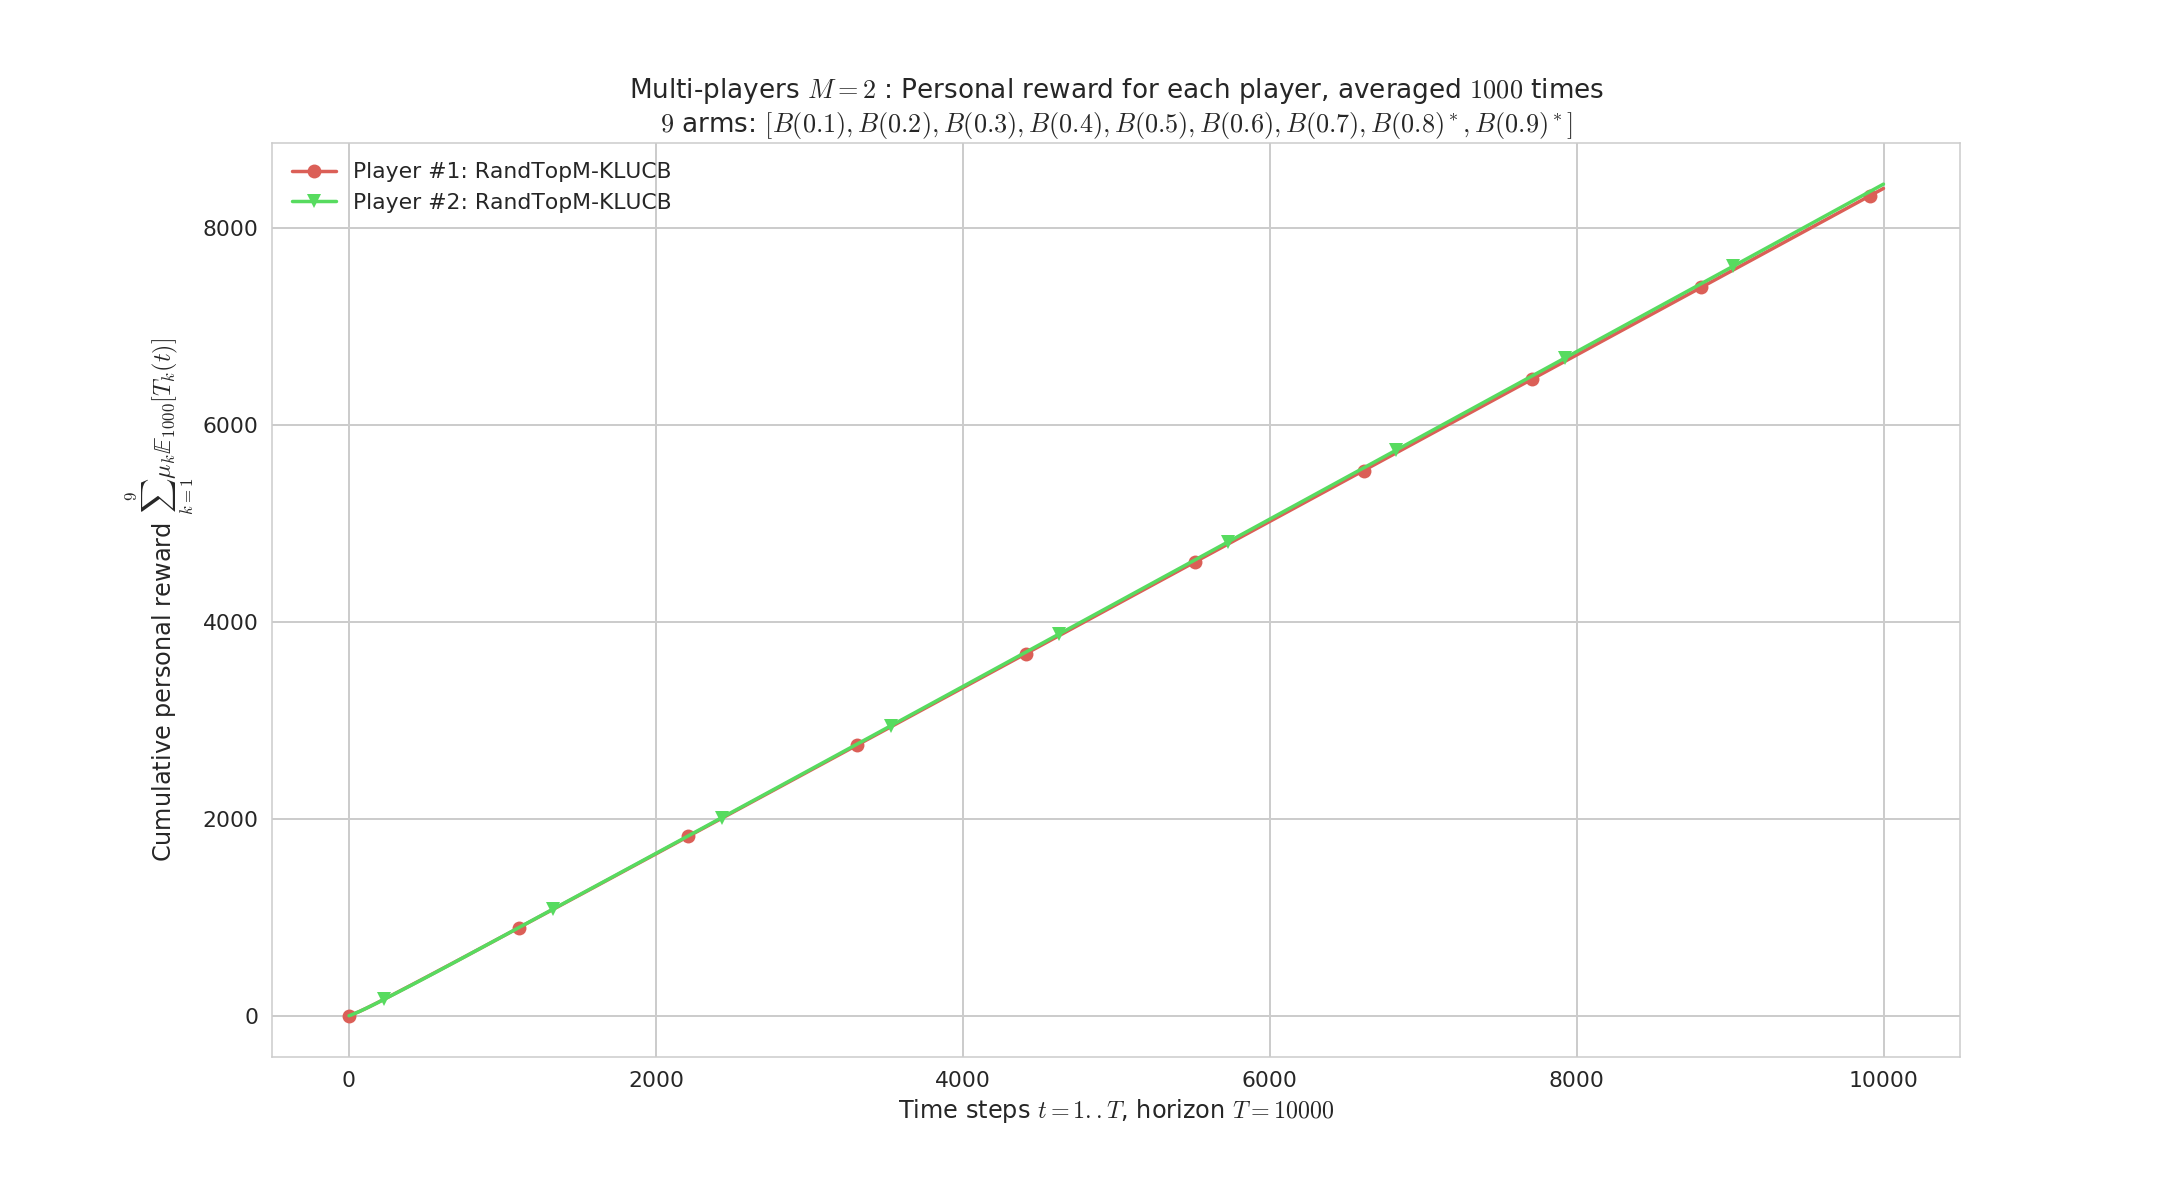 Multi-players M = 2 : Personal reward for each player, averaged 1000 times
9 arms: [B(0.1), B(0.2), B(0.3), B(0.4), B(0.5), B(0.6), B(0.7), B(0.8)*, B(0.9)*]
Player #1: RandTopM-KLUCB
Player #2: RandTopM-KLUCB
8000
6000
4000
2000
0
Cumulative personal reward ∑_{k=1}^{9} μ_k 𝔼_{1000}[T_k(t)]
0 2000 4000 6000 8000 10000
Time steps t = 1..T, horizon T = 10000